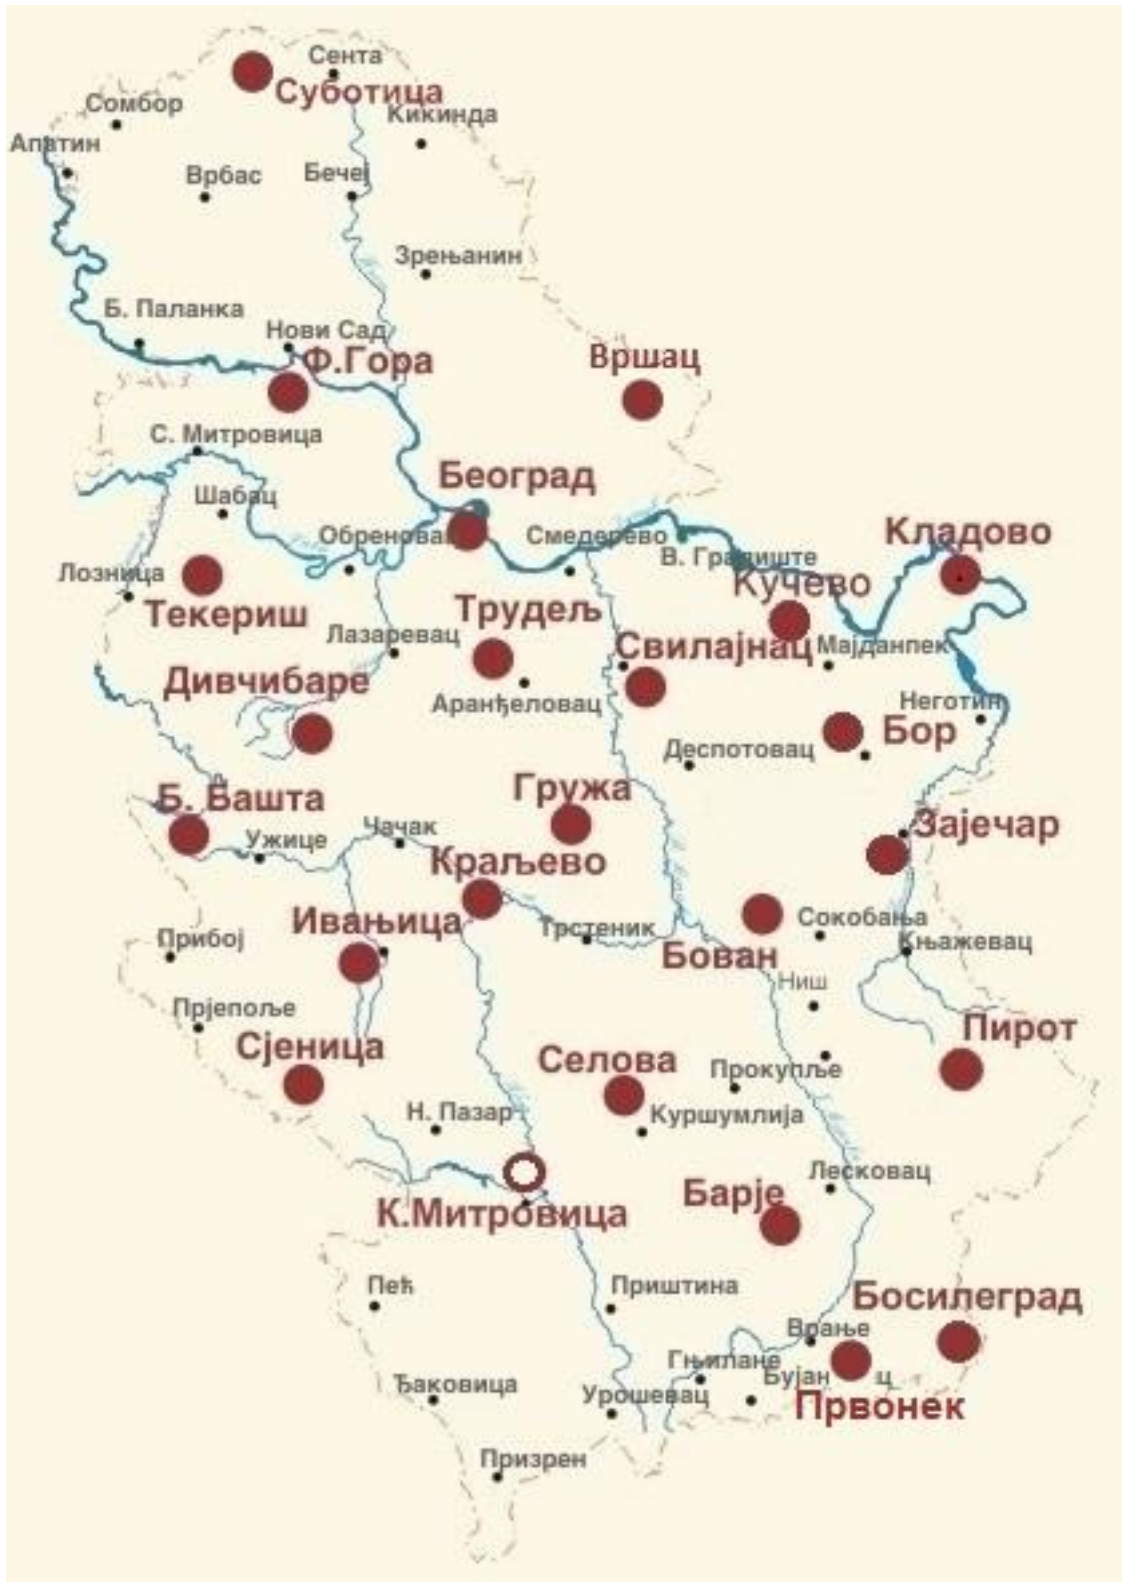 Сента
Суботица
Сомбор
Кикинда
Апатин
Врбас
Бечеј
Зрењанин
Б. Паланка
Нови Сад
Ф.Гора
Вршац
С. Митровица
Београд
Шабац
Обреновац
Смедерево
Кладово
В. Градиште
Лозница
Кучево
Текериш
Трудељ
Лазаревац
Свилајнац
Мајданпек
Дивчибаре
Аранђеловац
Неготин
Бор
Деспотовац
Б. Башта
Гружа
Зајечар
Ужице
Чачак
Краљево
Ивањица
Сокобања
Трстеник
Прибој
Књажевац
Бован
Ниш
Прјепоље
Пирот
Сјеница
Селова
Прокупље
Н. Пазар
Куршумлија
Лесковац
Барје
К.Митровица
Пећ
Приштина
Босилеград
Врање
Гњилане
Бујан ц
Ђаковица
Урошевац
Првонек
Призрен